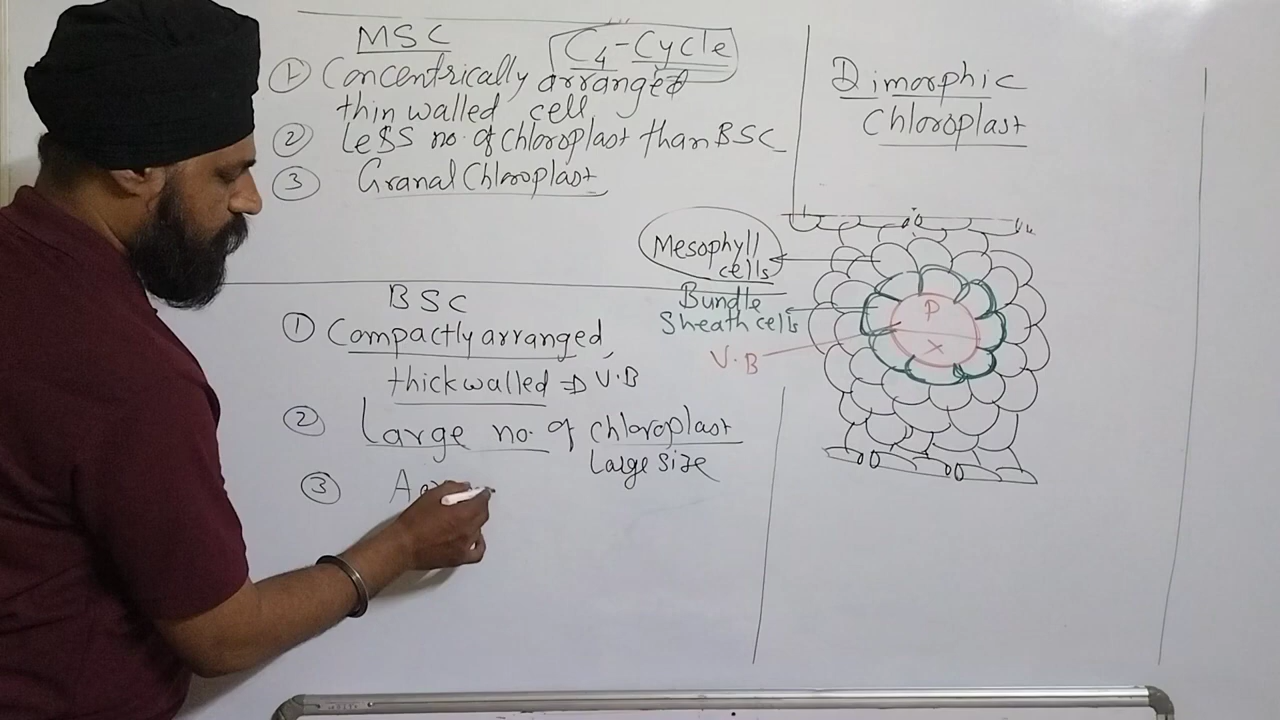 MSC
C4-Cycle
① Concentrically arranged
thin walled cell
② Less no. of chloroplast than BSC
③ Granal Chloroplast
BSC
① Compactly arranged,
thick walled ⇒ V.B
② Large no. of chloroplast
Large size
③
Dimorphic
Chloroplast
Mesophyll
cells
Bundle
Sheath cells
V.B
P
X